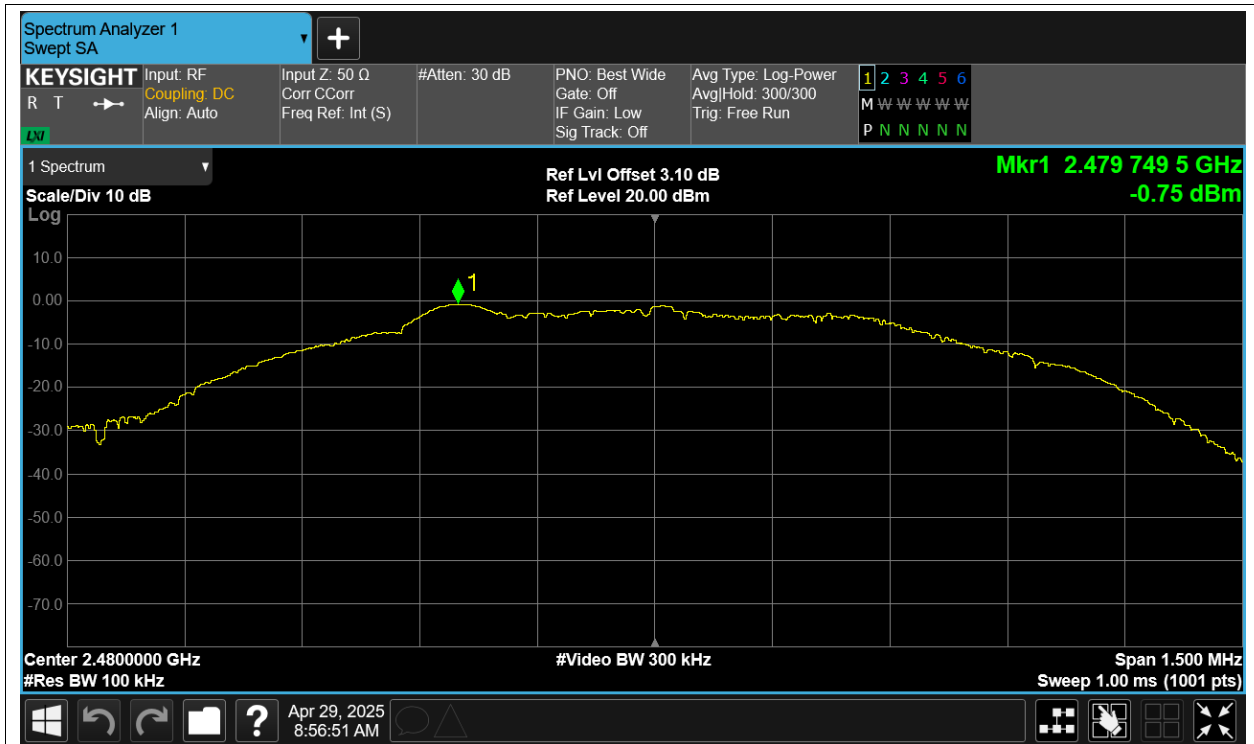 Spectrum Analyzer 1
Swept SA
+
KEYSIGHT
R T
LXI
Input: RF
Coupling: DC
Align: Auto
Input Z: 50 Ω
Corr CCorr
Freq Ref: Int (S)
#Atten: 30 dB
PNO: Best Wide
Gate: Off
IF Gain: Low
Sig Track: Off
Avg Type: Log-Power
Avg|Hold: 300/300
Trig: Free Run
1 2 3 4 5 6
M W W W W W
P N N N N N
1 Spectrum
Scale/Div 10 dB
Log
Ref Lvl Offset 3.10 dB
Ref Level 20.00 dBm
Mkr1 2.479 749 5 GHz
-0.75 dBm
1
10.0
0.00
-10.0
-20.0
-30.0
-40.0
-50.0
-60.0
-70.0
Center 2.4800000 GHz
#Res BW 100 kHz
#Video BW 300 kHz
Span 1.500 MHz
Sweep 1.00 ms (1001 pts)
?
Apr 29, 2025
8:56:51 AM